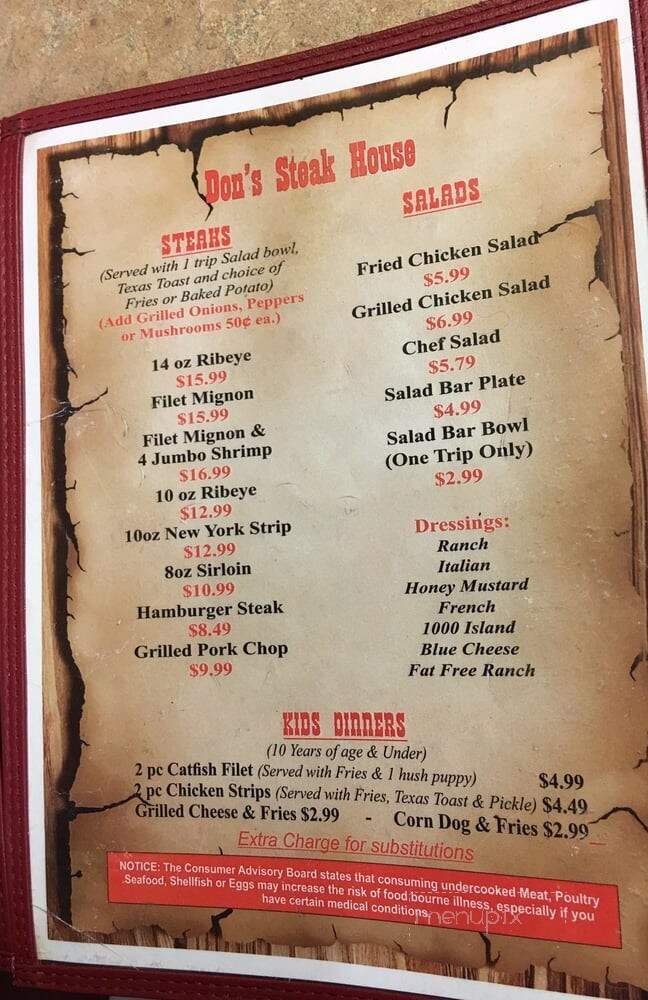 Don's Steak House
STEAKS
(Served with 1 trip Salad bowl,
Texas Toast and choice of
Fries or Baked Potato)
(Add Grilled Onions, Peppers
or Mushrooms 50¢ ea.)
14 oz Ribeye
$15.99
Filet Mignon
$15.99
Filet Mignon &
4 Jumbo Shrimp
$16.99
10 oz Ribeye
$12.99
10oz New York Strip
$12.99
8oz Sirloin
$10.99
Hamburger Steak
$8.49
Grilled Pork Chop
$9.99
SALADS
Fried Chicken Salad
$5.99
Grilled Chicken Salad
$6.99
Chef Salad
$5.79
Salad Bar Plate
$4.99
Salad Bar Bowl
(One Trip Only)
$2.99
Dressings:
Ranch
Italian
Honey Mustard
French
1000 Island
Blue Cheese
Fat Free Ranch
KIDS DINNERS
(10 Years of age & Under)
2 pc Catfish Filet (Served with Fries & 1 hush puppy) $4.99
2 pc Chicken Strips (Served with Fries, Texas Toast & Pickle) $4.49
Grilled Cheese & Fries $2.99 - Corn Dog & Fries $2.99
Extra Charge for substitutions
NOTICE: The Consumer Advisory Board states that consuming undercooked Meat, Poultry
Seafood, Shellfish or Eggs may increase the risk of food bourne illness, especially if you
have certain medical conditions.
menupix